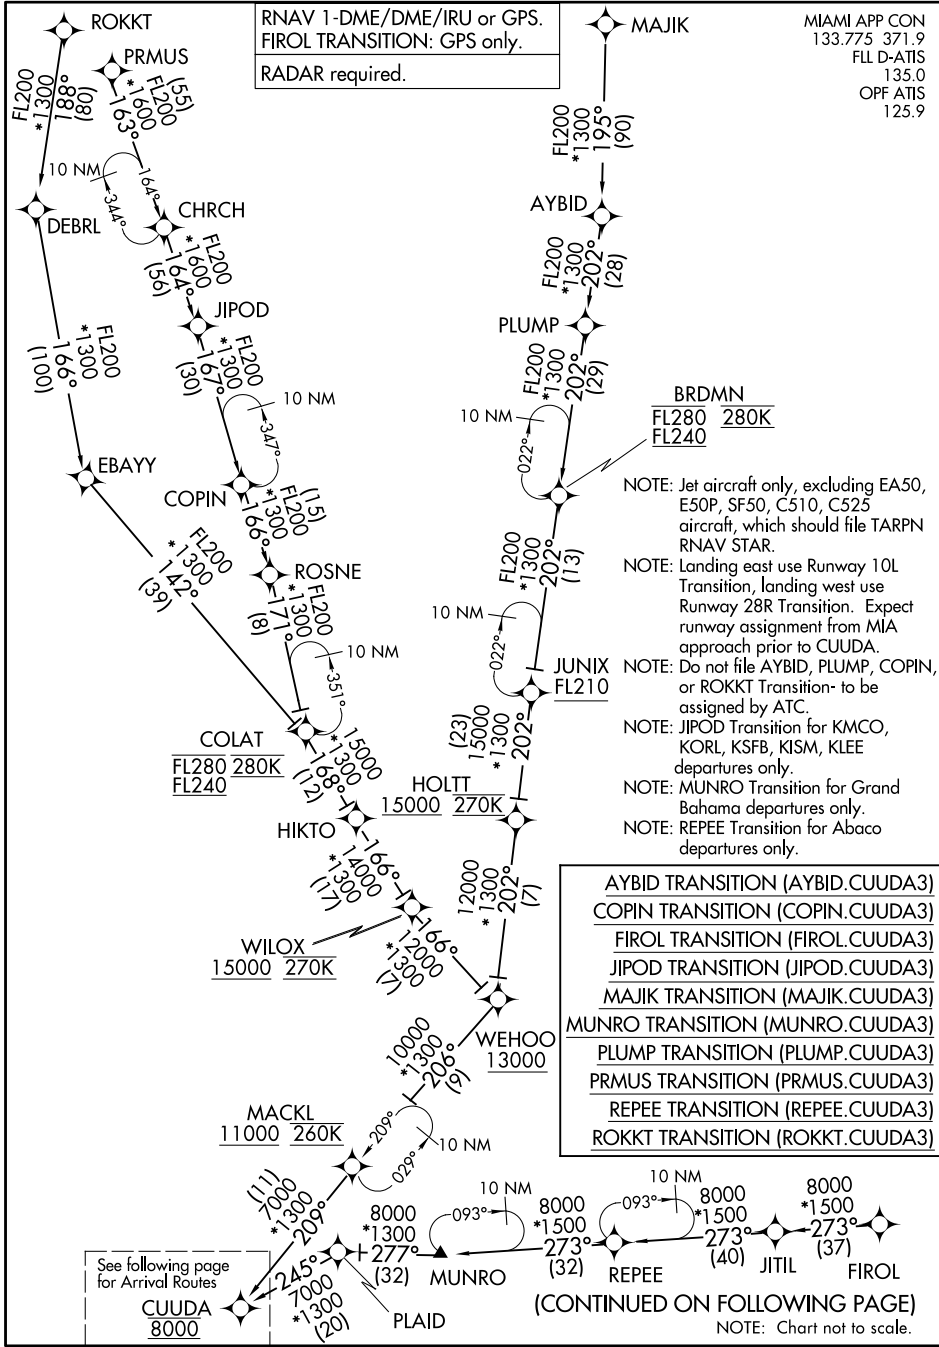 ROKKT
FL200
*1300
188°
(80)
PRMUS
(55)
FL200
*1600
163°
RNAV 1-DME/DME/IRU or GPS.
FIROL TRANSITION: GPS only.
RADAR required.
MAJIK
MIAMI APP CON
133.775 371.9
FLL D-ATIS
135.0
OPF ATIS
125.9
FL200
*1300
195°
(90)
10 NM
164°
344°
DEBRL
CHRCH
AYBID
FL200
*1600
164°
(56)
FL200
*1300
202°
(28)
JIPOD
PLUMP
FL200
*1300
166°
(100)
FL200
*1300
167°
(30)
FL200
*1300
202°
(29)
10 NM
347°
BRDMN
FL280 280K
FL240
10 NM
022°
EBAYY
COPIN
(15)
FL200
*1300
166°
NOTE: Jet aircraft only, excluding EA50,
E50P, SF50, C510, C525
aircraft, which should file TARPN
RNAV STAR.
NOTE: Landing east use Runway 10L
Transition, landing west use
Runway 28R Transition. Expect
runway assignment from MIA
approach prior to CUUDA.
NOTE: Do not file AYBID, PLUMP, COPIN,
or ROKKT Transition- to be
assigned by ATC.
NOTE: JIPOD Transition for KMCO,
KORL, KSFB, KISM, KLEE
departures only.
NOTE: MUNRO Transition for Grand
Bahama departures only.
NOTE: REPEE Transition for Abaco
departures only.
FL200
*1300
142°
(39)
FL200
*1300
202°
(13)
ROSNE
FL200
*1300
171°
(8)
10 NM
022°
10 NM
351°
JUNIX
FL210
COLAT
FL280 280K
FL240
15000
*1300
168°
(12)
(23)
15000
*1300
202°
HOLTT
15000 270K
HIKTO
14000
*1300
166°
(17)
12000
*1300
202°
(7)
WILOX
15000 270K
166°
12000
*1300
(7)
AYBID TRANSITION (AYBID.CUUDA3)
COPIN TRANSITION (COPIN.CUUDA3)
FIROL TRANSITION (FIROL.CUUDA3)
JIPOD TRANSITION (JIPOD.CUUDA3)
MAJIK TRANSITION (MAJIK.CUUDA3)
MUNRO TRANSITION (MUNRO.CUUDA3)
PLUMP TRANSITION (PLUMP.CUUDA3)
PRMUS TRANSITION (PRMUS.CUUDA3)
REPEE TRANSITION (REPEE.CUUDA3)
ROKKT TRANSITION (ROKKT.CUUDA3)
WEHOO
13000
10000
*1300
206°
(9)
MACKL
11000 260K
209°
029°
10 NM
(11)
7000
*1300
209°
See following page
for Arrival Routes
CUUDA
8000
245°
7000
*1300
(20)
PLAID
8000
*1300
277°
(32)
MUNRO
10 NM
093°
8000
*1500
273°
(32)
REPEE
10 NM
093°
8000
*1500
273°
(40)
JITIL
8000
*1500
273°
(37)
FIROL
(CONTINUED ON FOLLOWING PAGE)
NOTE: Chart not to scale.